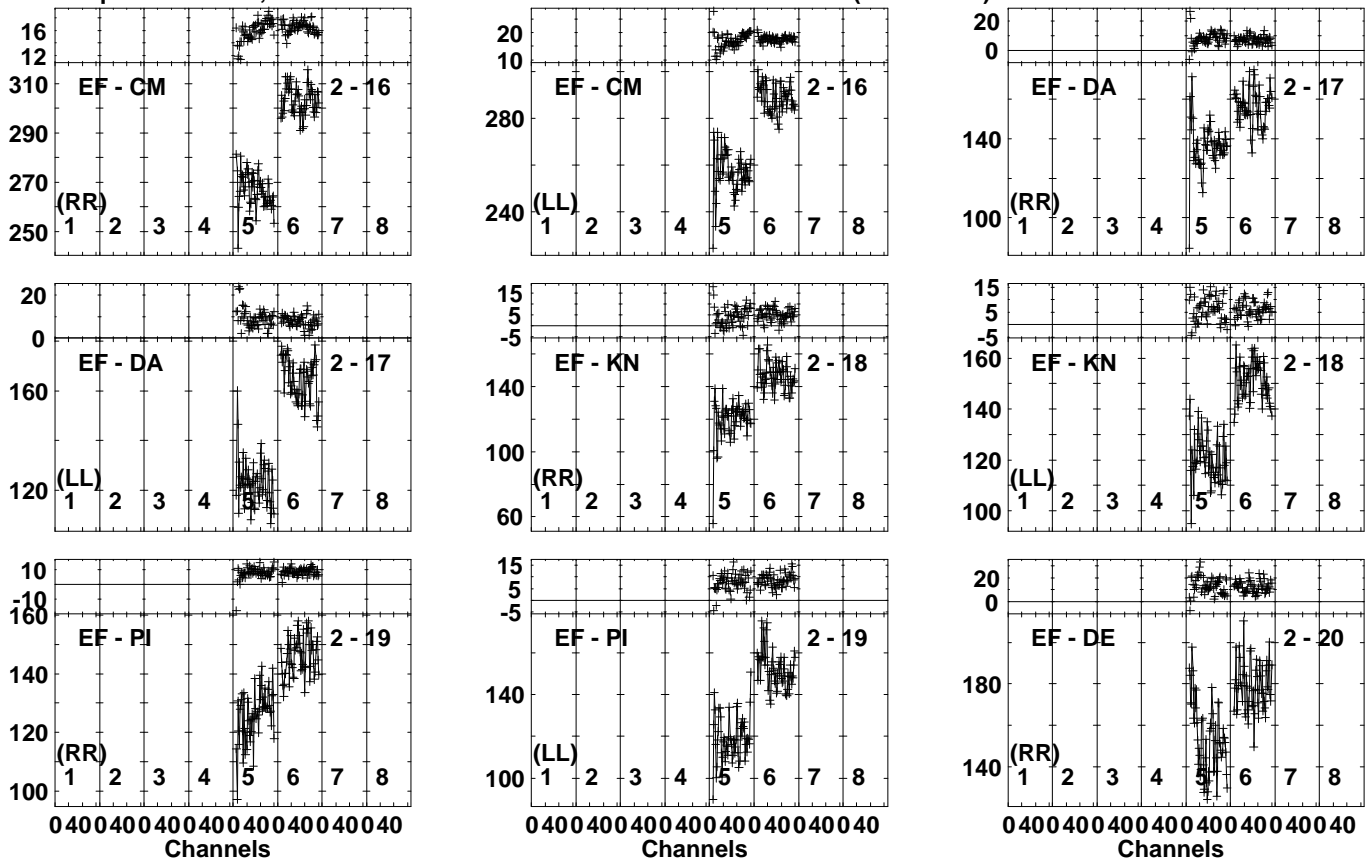 16
12
EF - CM 2 - 16
310
290
270
250
(RR)
1 2 3 4 5 6 7 8
20
10
EF - CM 2 - 16
280
240
(LL)
1 2 3 4 5 6 7 8
20
0
EF - DA 2 - 17
140
100
(RR)
1 2 3 4 5 6 7 8
20
0
EF - DA 2 - 17
160
120
(LL)
1 2 3 4 5 6 7 8
15
5
-5
EF - KN 2 - 18
140
100
60
(RR)
1 2 3 4 5 6 7 8
15
5
-5
EF - KN 2 - 18
160
140
120
100
(LL)
1 2 3 4 5 6 7 8
10
-10
EF - PI 2 - 19
160
140
120
100
(RR)
1 2 3 4 5 6 7 8
0 40 0 40 0 40 0 40 0 40 0 40 0 40 0 40
Channels
15
5
-5
EF - PI 2 - 19
140
100
(LL)
1 2 3 4 5 6 7 8
0 40 0 40 0 40 0 40 0 40 0 40 0 40 0 40
Channels
20
0
EF - DE 2 - 20
180
140
(RR)
1 2 3 4 5 6 7 8
0 40 0 40 0 40 0 40 0 40 0 40 0 40 0 40
Channels